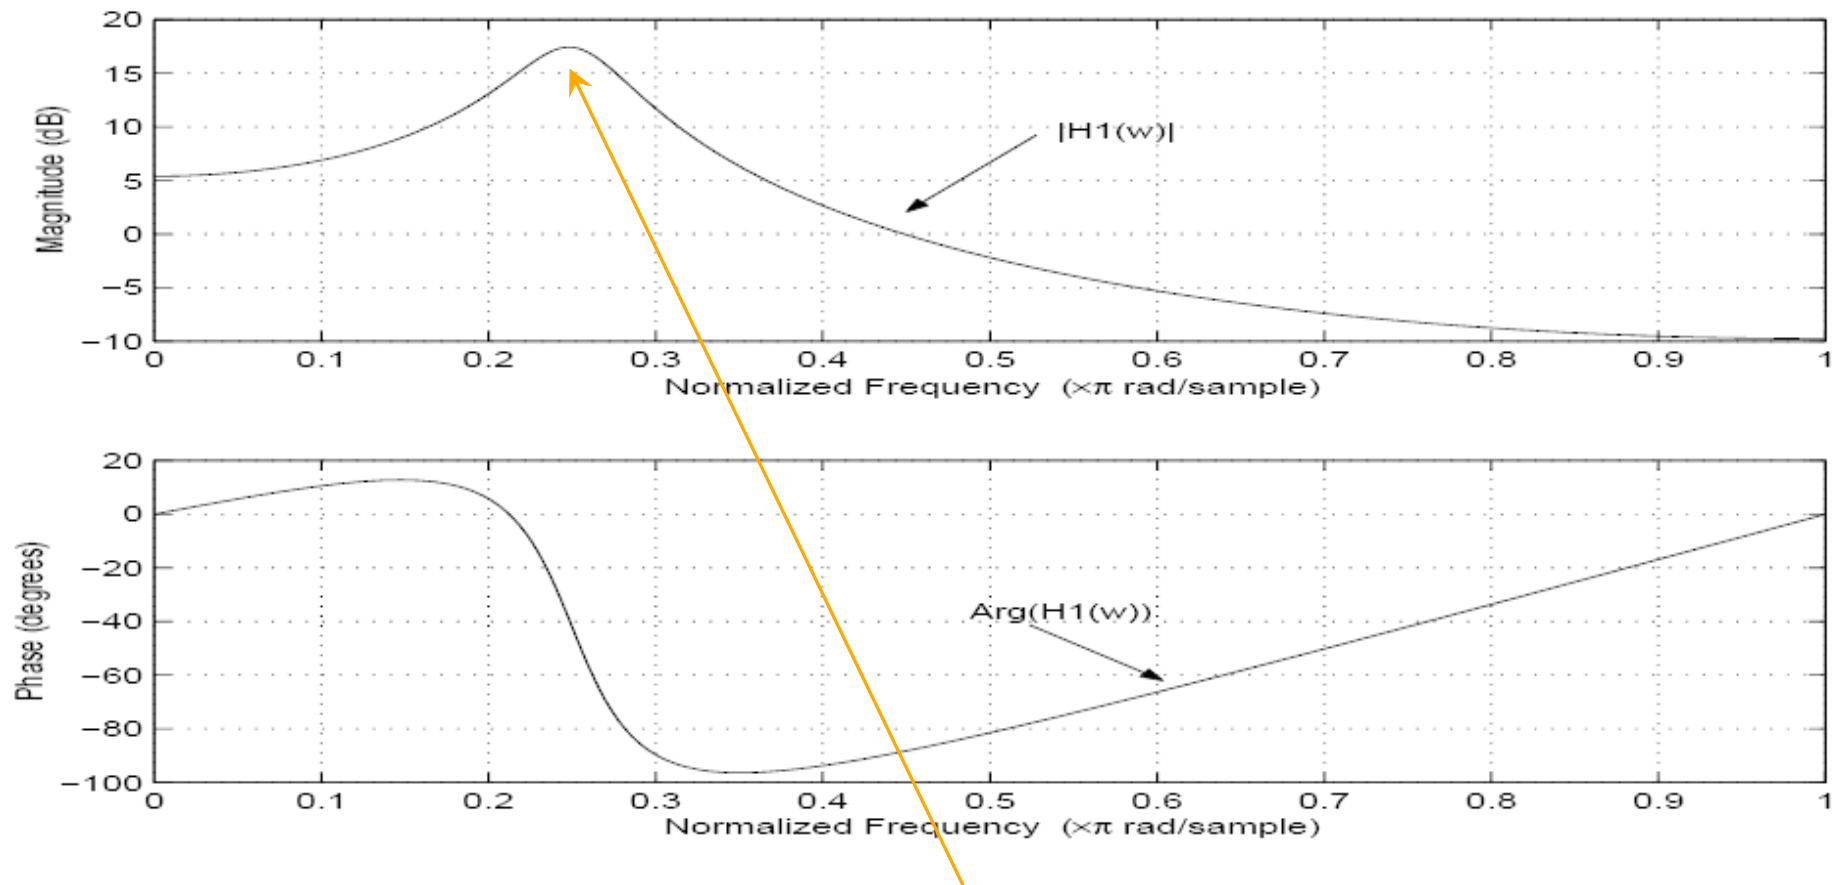 20
15
10
5
0
−5
−10
Magnitude (dB)
|H1(w)|
0 0.1 0.2 0.3 0.4 0.5 0.6 0.7 0.8 0.9 1
Normalized Frequency (×π rad/sample)
20
0
−20
−40
−60
−80
−100
Phase (degrees)
Arg(H1(w))
0 0.1 0.2 0.3 0.4 0.5 0.6 0.7 0.8 0.9 1
Normalized Frequency (×π rad/sample)